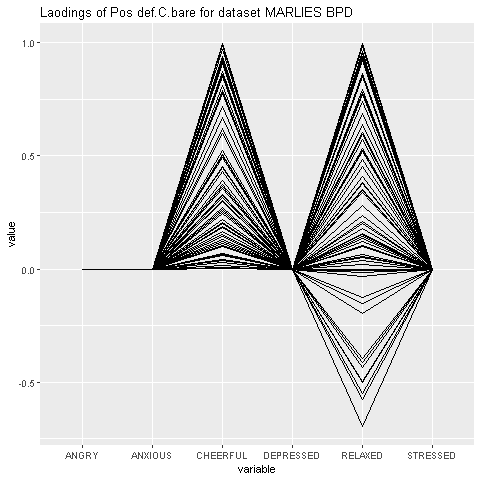 Laodings of Pos def.C.bare for dataset MARLIES BPD
1.0
0.5
0.0
-0.5
value
ANGRY ANXIOUS CHEERFUL DEPRESSED RELAXED STRESSED
variable